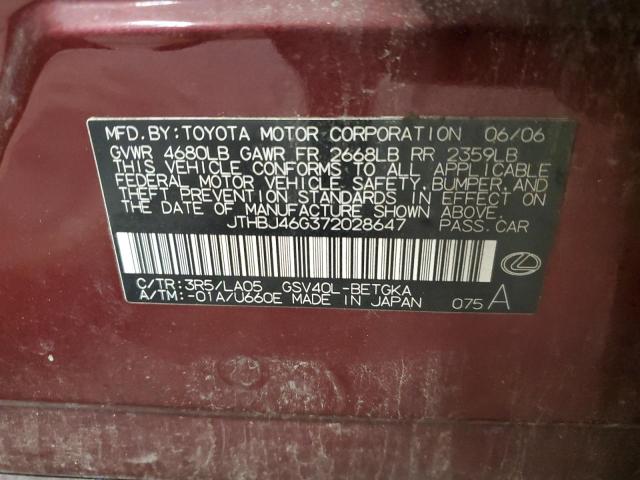 MFD. BY: TOYOTA MOTOR CORPORATION 06/06
GVWR 4680LB GAWR FR 2668LB RR 2359LB
THIS VEHICLE CONFORMS TO ALL APPLICABLE
FEDERAL MOTOR VEHICLE SAFETY, BUMPER, AND
THEFT PREVENTION STANDARDS IN EFFECT ON
THE DATE OF MANUFACTURE SHOWN ABOVE.
JTHBJ46G372028647 PASS. CAR
C/TR: 3R5/LA05 GSV40L-BETGKA
A/TM: -01A/U660E MADE IN JAPAN 075 A